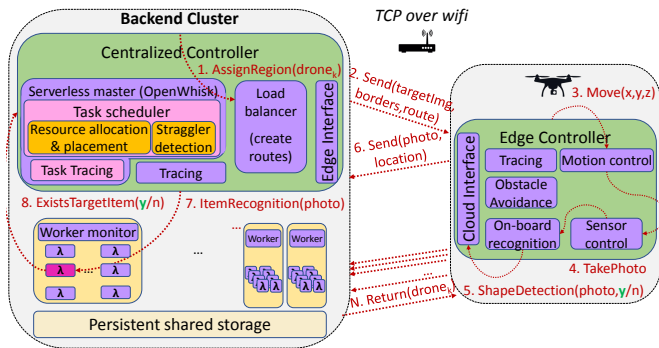 Backend Cluster
TCP over wifi
Centralized Controller
1. AssignRegion(drone_k)
Serverless master (OpenWhisk)
Task scheduler
Resource allocation
& placement
Straggler
detection
Task Tracing
Tracing
Load
balancer
(create
routes)
Edge Interface
2. Send(targetImg,
borders,route)
6. Send(photo,
location)
3. Move(x,y,z)
Edge Controller
Cloud Interface
Tracing
Motion control
Obstacle
Avoidance
On-board
recognition
Sensor
control
4. TakePhoto
5. ShapeDetection(photo,y/n)
8. ExistsTargetItem(y/n)
7. ItemRecognition(photo)
Worker monitor
λ λ
λ λ
λ λ
...
...
Worker
Worker
λ λ
λ λ
...
N. Return(drone_k)
Persistent shared storage